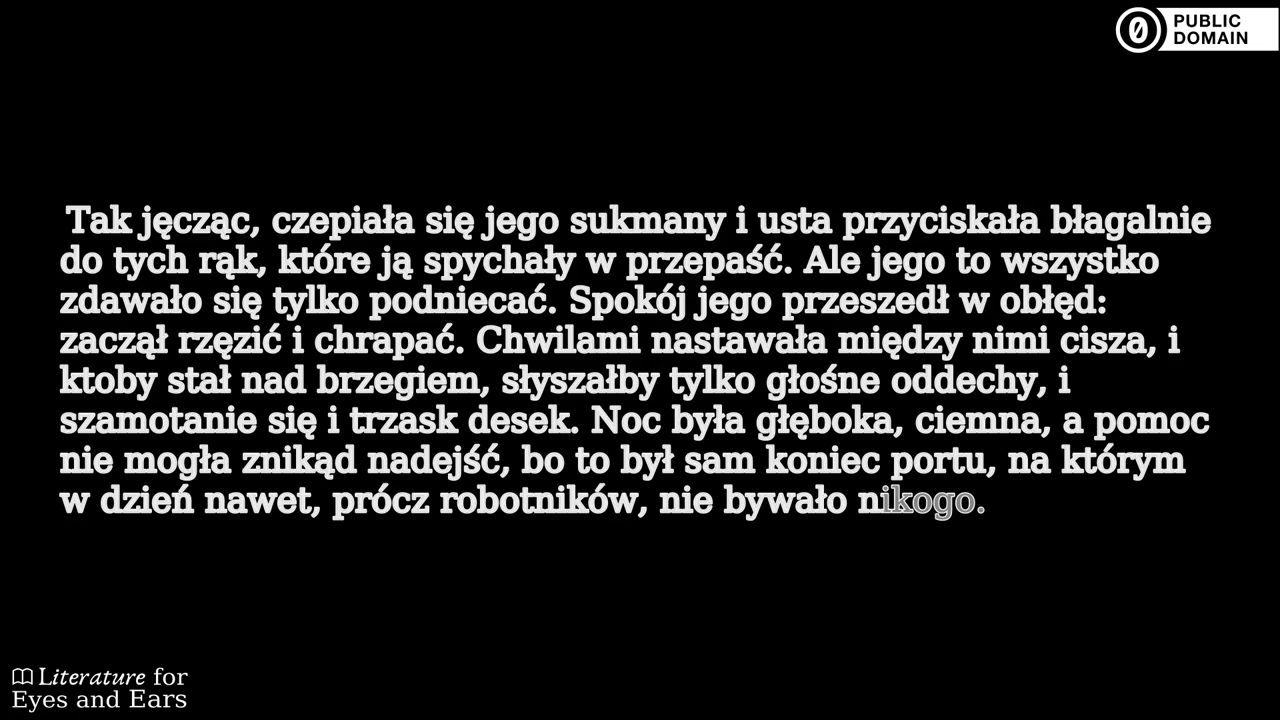 PUBLIC
DOMAIN
Tak jęcząc, czepiała się jego sukmany i usta przyciskała błagalnie
do tych rąk, które ją spychały w przepaść. Ale jego to wszystko
zdawało się tylko podniecać. Spokój jego przeszedł w obłęd:
zaczął rzęzić i chrapać. Chwilami nastawała między nimi cisza, i
ktoby stał nad brzegiem, słyszałby tylko głośne oddechy, i
szamotanie się i trzask desek. Noc była głęboka, ciemna, a pomoc
nie mogła znikąd nadejść, bo to był sam koniec portu, na którym
w dzień nawet, prócz robotników, nie bywało nikogo.
Literature for
Eyes and Ears